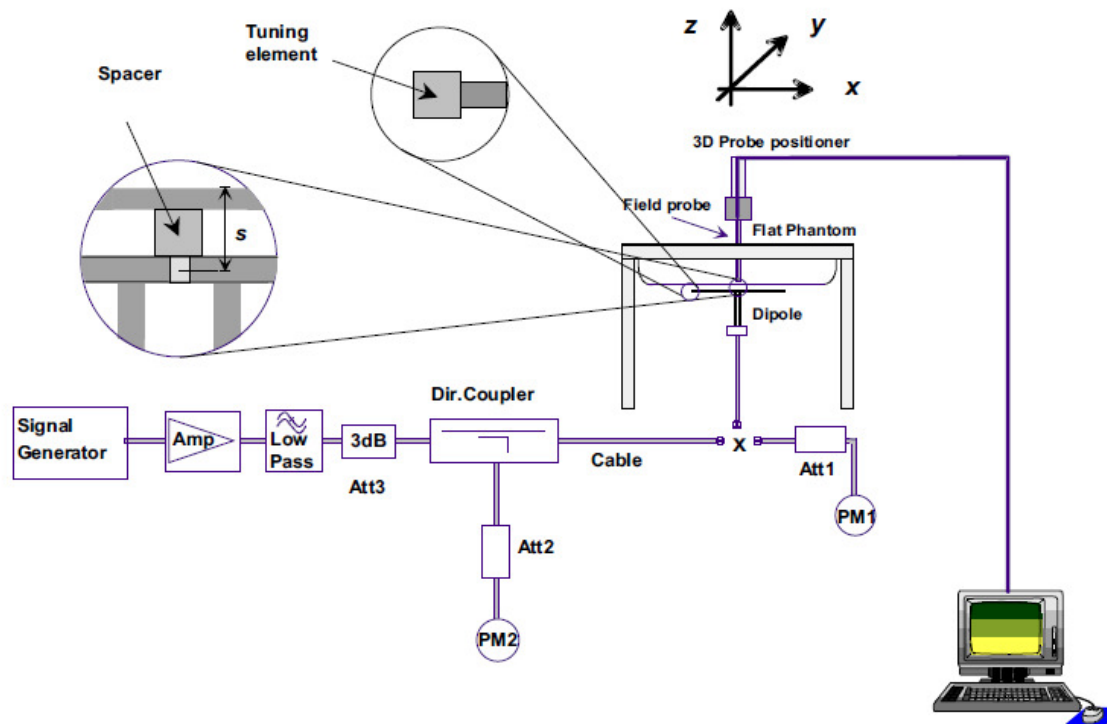 Tuning
element
Spacer
s
z
y
x
3D Probe positioner
Field probe
Flat Phantom
Dipole
Dir.Coupler
Signal
Generator
Amp
Low
Pass
3dB
Att3
Cable
X
Att1
PM1
Att2
PM2